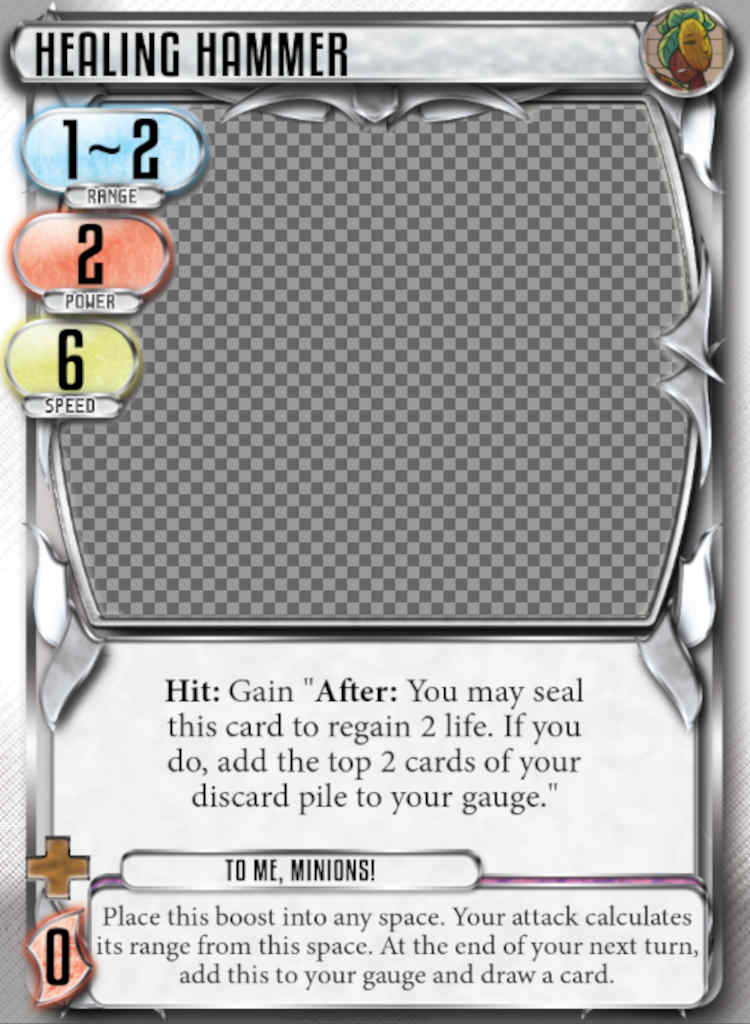 HEALING HAMMER
1~2
RANGE
2
POWER
6
SPEED
Hit: Gain "After: You may seal
this card to regain 2 life. If you
do, add the top 2 cards of your
discard pile to your gauge."
TO ME, MINIONS!
0
Place this boost into any space. Your attack calculates
its range from this space. At the end of your next turn,
add this to your gauge and draw a card.